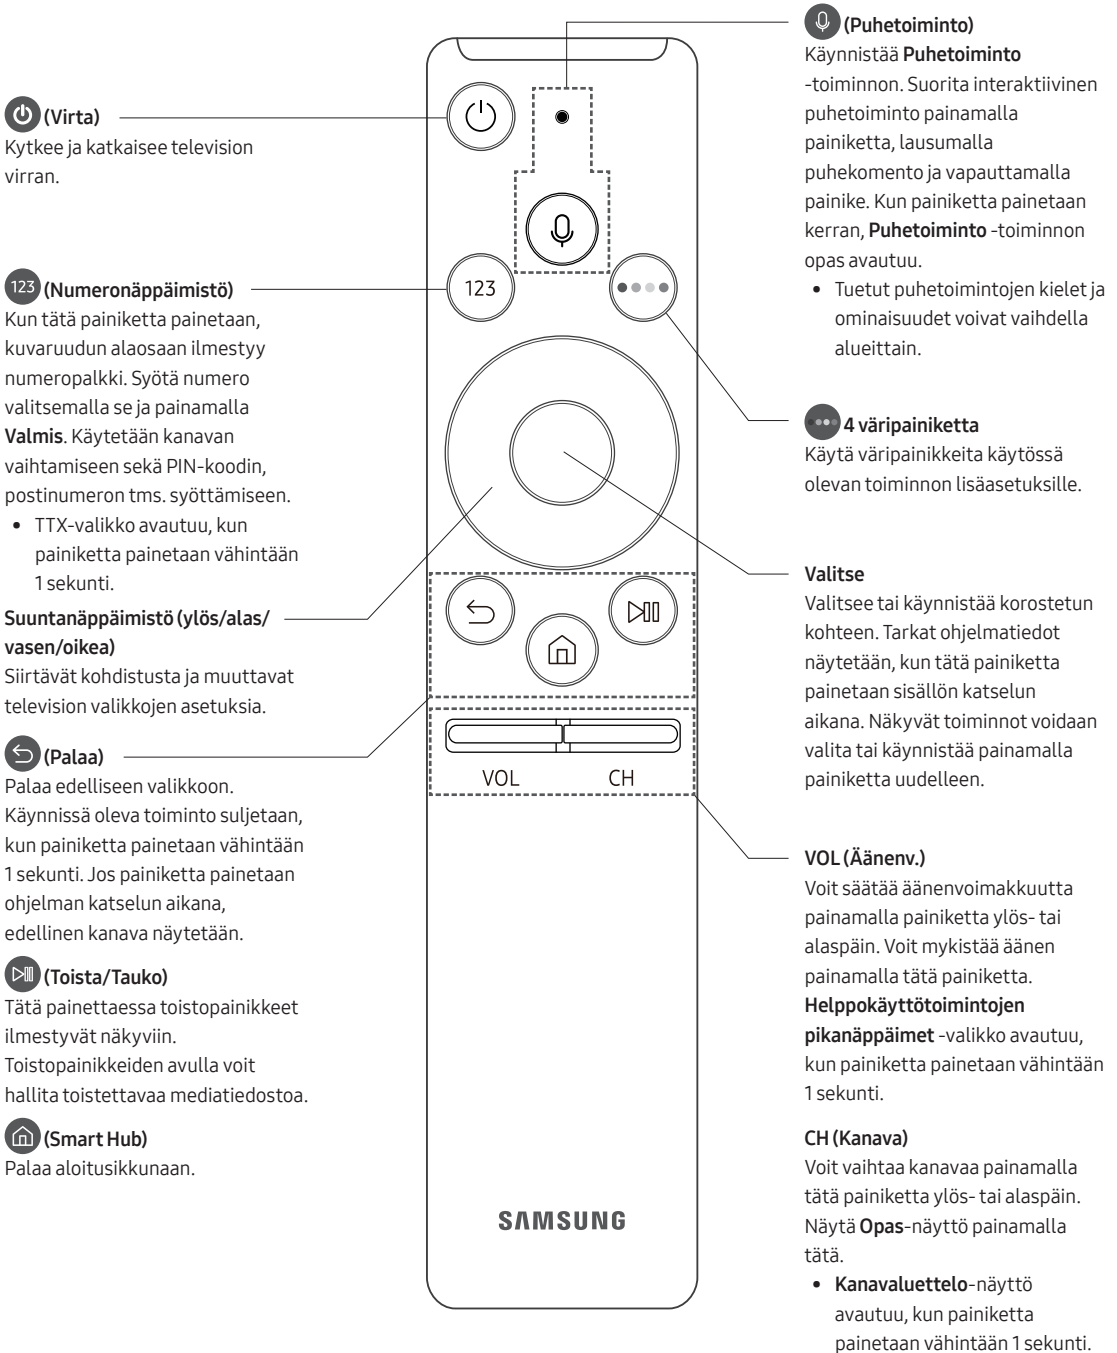 (Virta)
Kytkee ja katkaisee television
virran.
123 (Numeronäppäimistö)
Kun tätä painiketta painetaan,
kuvaruudun alaosaan ilmestyy
numeropalkki. Syötä numero
valitsemalla se ja painamalla
Valmis. Käytetään kanavan
vaihtamiseen sekä PIN-koodin,
postinumeron tms. syöttämiseen.
• TTX-valikko avautuu, kun
painiketta painetaan vähintään
1 sekunti.
Suuntanäppäimistö (ylös/alas/
vasen/oikea)
Siirtävät kohdistusta ja muuttavat
television valikkojen asetuksia.
(Palaa)
Palaa edelliseen valikkoon.
Käynnissä oleva toiminto suljetaan,
kun painiketta painetaan vähintään
1 sekunti. Jos painiketta painetaan
ohjelman katselun aikana,
edellinen kanava näytetään.
(Toista/Tauko)
Tätä painettaessa toistopainikkeet
ilmestyvät näkyviin.
Toistopainikkeiden avulla voit
hallita toistettavaa mediatiedostoa.
(Smart Hub)
Palaa aloitusikkunaan.
123
VOL CH
SAMSUNG
(Puhetoiminto)
Käynnistää Puhetoiminto
-toiminnon. Suorita interaktiivinen
puhetoiminto painamalla
painiketta, lausumalla
puhekomento ja vapauttamalla
painike. Kun painiketta painetaan
kerran, Puhetoiminto -toiminnon
opas avautuu.
• Tuetut puhetoimintojen kielet ja
ominaisuudet voivat vaihdella
alueittain.
4 väripainiketta
Käytä väripainikkeita käytössä
olevan toiminnon lisäasetuksille.
Valitse
Valitsee tai käynnistää korostetun
kohteen. Tarkat ohjelmatiedot
näytetään, kun tätä painiketta
painetaan sisällön katselun
aikana. Näkyvät toiminnot voidaan
valita tai käynnistää painamalla
painiketta uudelleen.
VOL (Äänenv.)
Voit säätää äänenvoimakkuutta
painamalla painiketta ylös- tai
alaspäin. Voit mykistää äänen
painamalla tätä painiketta.
Helppokäyttötoimintojen
pikanäppäimet -valikko avautuu,
kun painiketta painetaan vähintään
1 sekunti.
CH (Kanava)
Voit vaihtaa kanavaa painamalla
tätä painiketta ylös- tai alaspäin.
Näytä Opas-näyttö painamalla
tätä.
• Kanavaluettelo-näyttö
avautuu, kun painiketta
painetaan vähintään 1 sekunti.